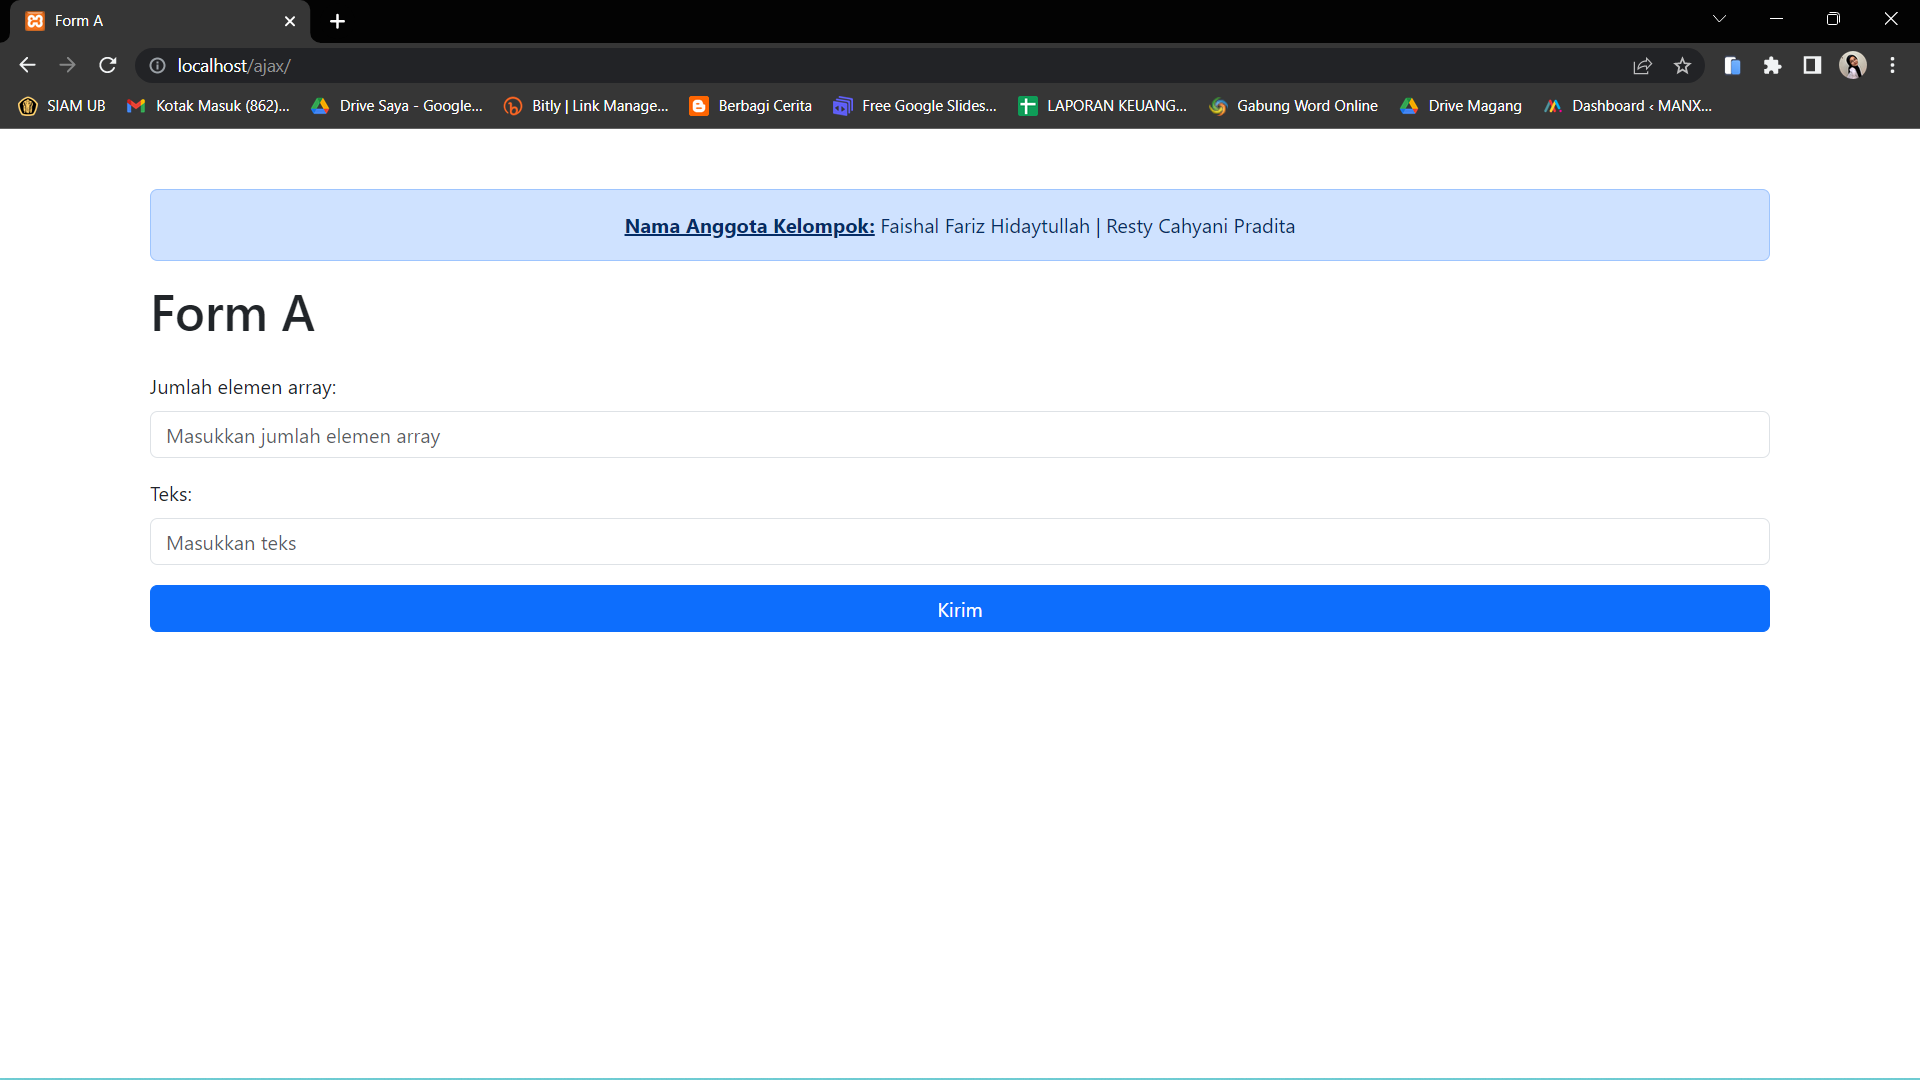 Form A
localhost/ajax/
SIAM UB Kotak Masuk (862)... Drive Saya - Google... Bitly | Link Manage... Berbagi Cerita Free Google Slides... LAPORAN KEUANG... Gabung Word Online Drive Magang Dashboard ‹ MANX...
Nama Anggota Kelompok: Faishal Fariz Hidaytullah | Resty Cahyani Pradita
Form A
Jumlah elemen array:
Masukkan jumlah elemen array
Teks:
Masukkan teks
Kirim